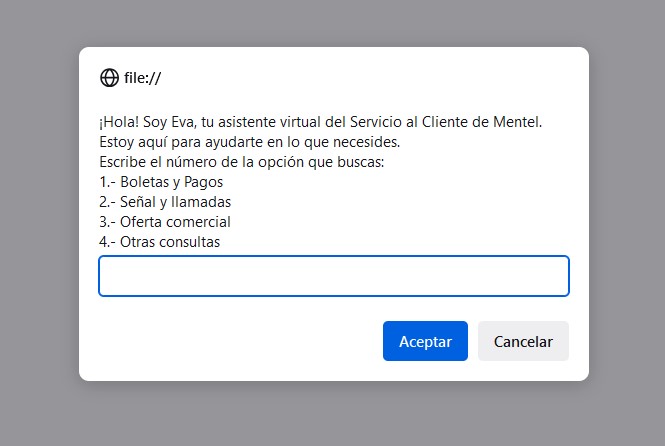 file://
¡Hola! Soy Eva, tu asistente virtual del Servicio al Cliente de Mentel.
Estoy aquí para ayudarte en lo que necesides.
Escribe el número de la opción que buscas:
1.- Boletas y Pagos
2.- Señal y llamadas
3.- Oferta comercial
4.- Otras consultas
Aceptar Cancelar